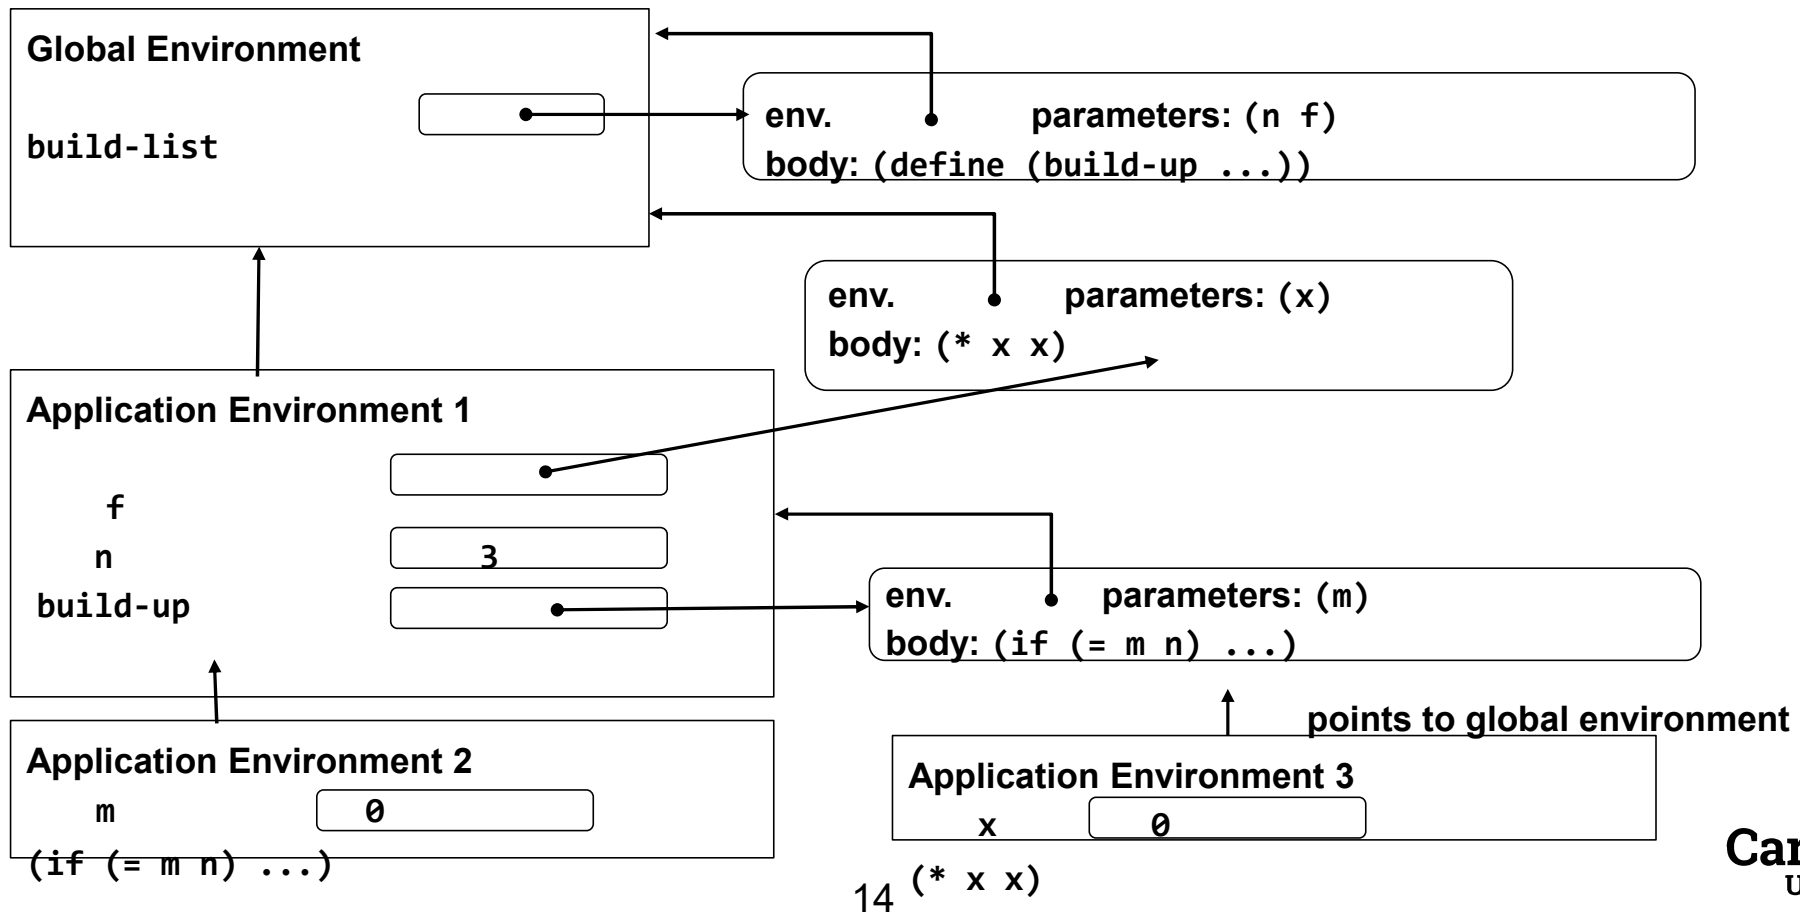 Global Environment
build-list
env. parameters: (n f)
body: (define (build-up ...))
env. parameters: (x)
body: (* x x)
Application Environment 1
f
n 3
build-up
env. parameters: (m)
body: (if (= m n) ...)
Application Environment 2
m 0
(if (= m n) ...)
points to global environment
Application Environment 3
x 0
(* x x)
14